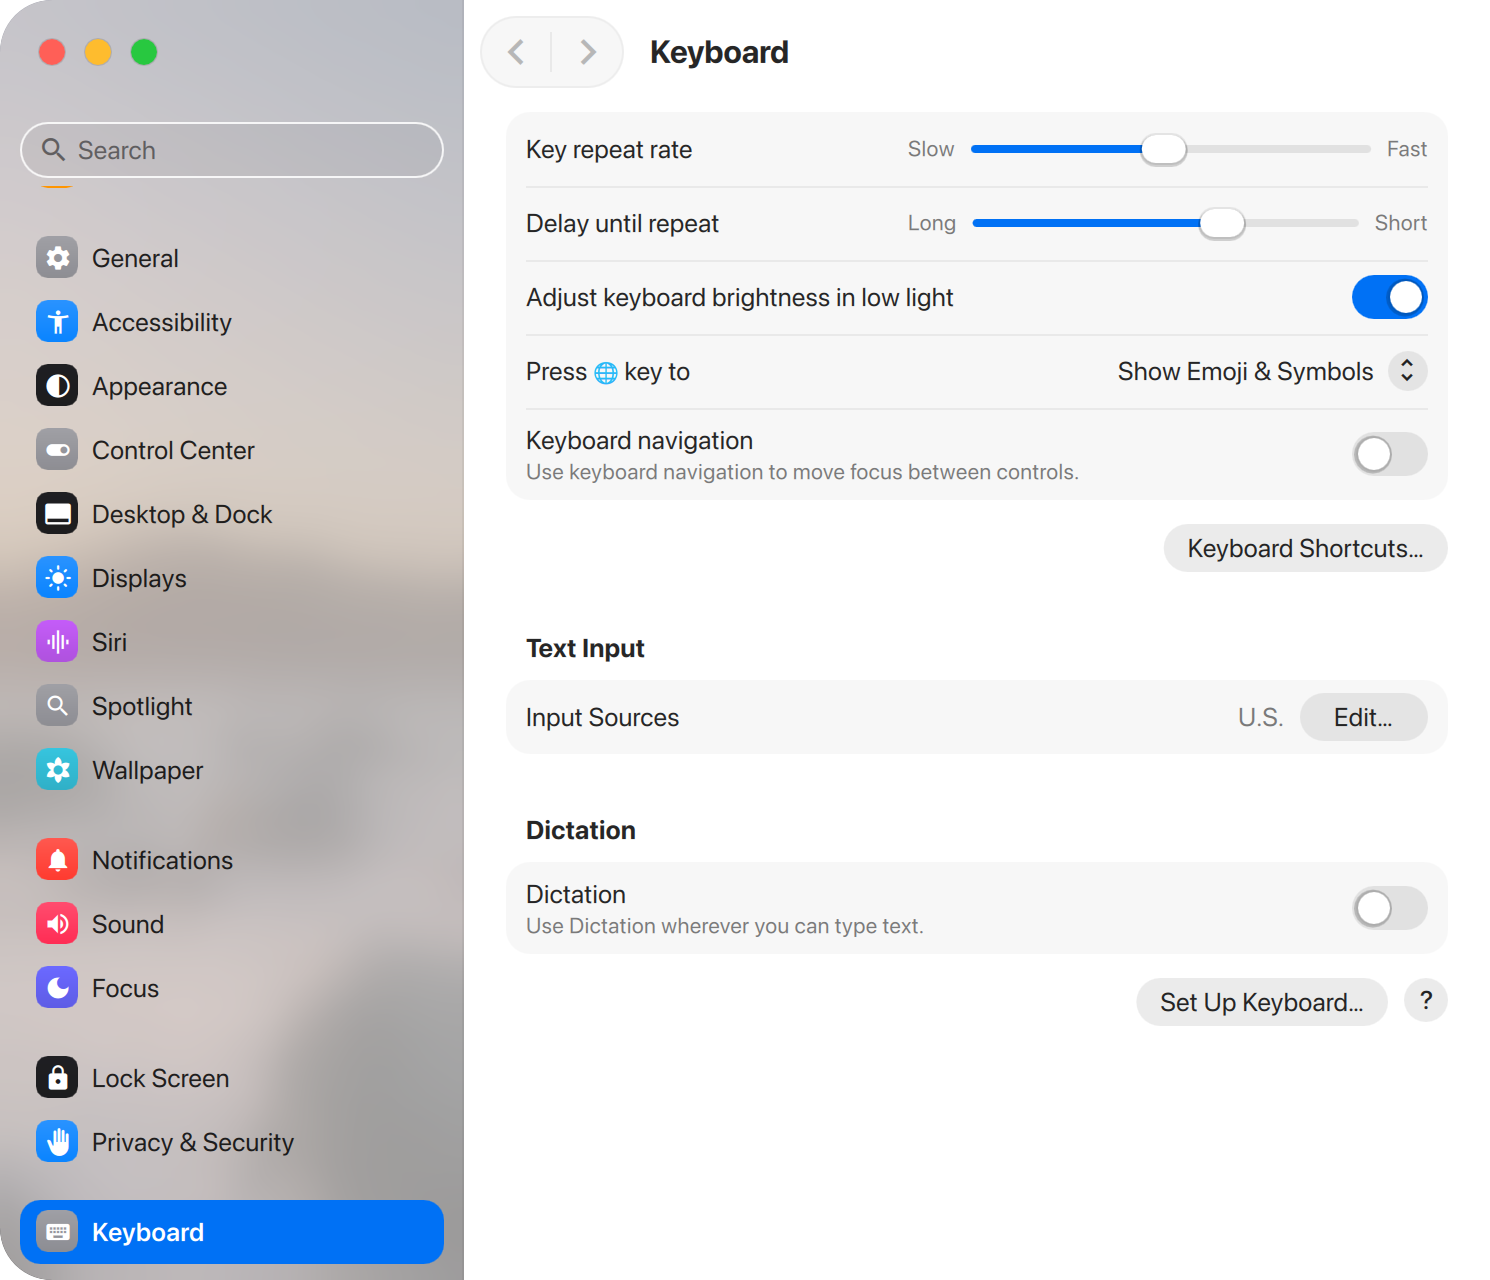 Keyboard
Search
General
Accessibility
Appearance
Control Center
Desktop & Dock
Displays
Siri
Spotlight
Wallpaper
Notifications
Sound
Focus
Lock Screen
Privacy & Security
Keyboard
Key repeat rate Slow Fast
Delay until repeat Long Short
Adjust keyboard brightness in low light
Press 🌐 key to Show Emoji & Symbols
Keyboard navigation
Use keyboard navigation to move focus between controls.
Keyboard Shortcuts...
Text Input
Input Sources U.S. Edit...
Dictation
Dictation
Use Dictation wherever you can type text.
Set Up Keyboard... ?